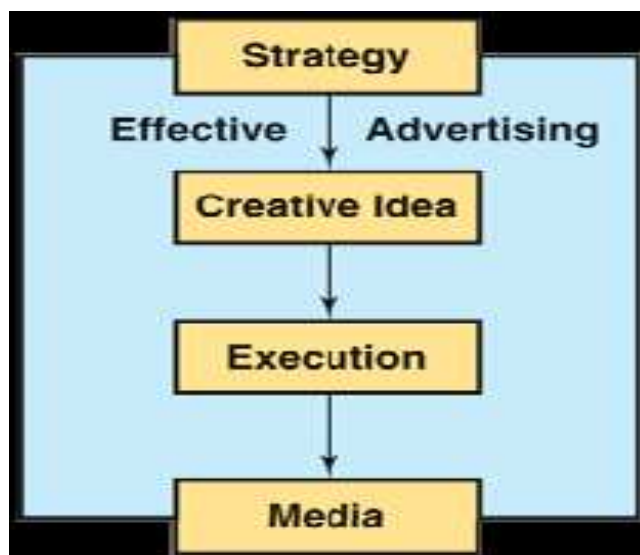 Strategy
Effective Advertising
Creative Idea
Execution
Media